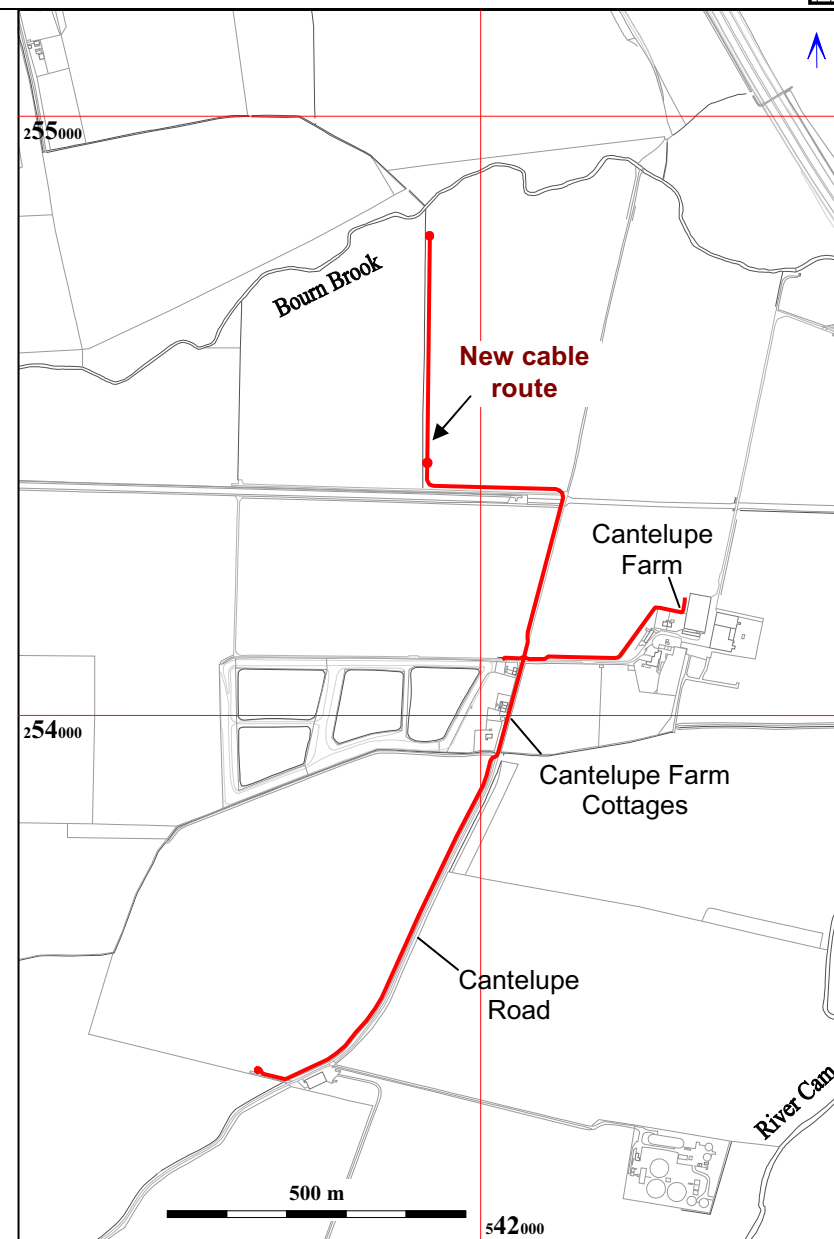 255000
Bourn Brook
New cable
route
Cantelupe
Farm
254000
Cantelupe Farm
Cottages
Cantelupe
Road
River Cam
500 m
542000